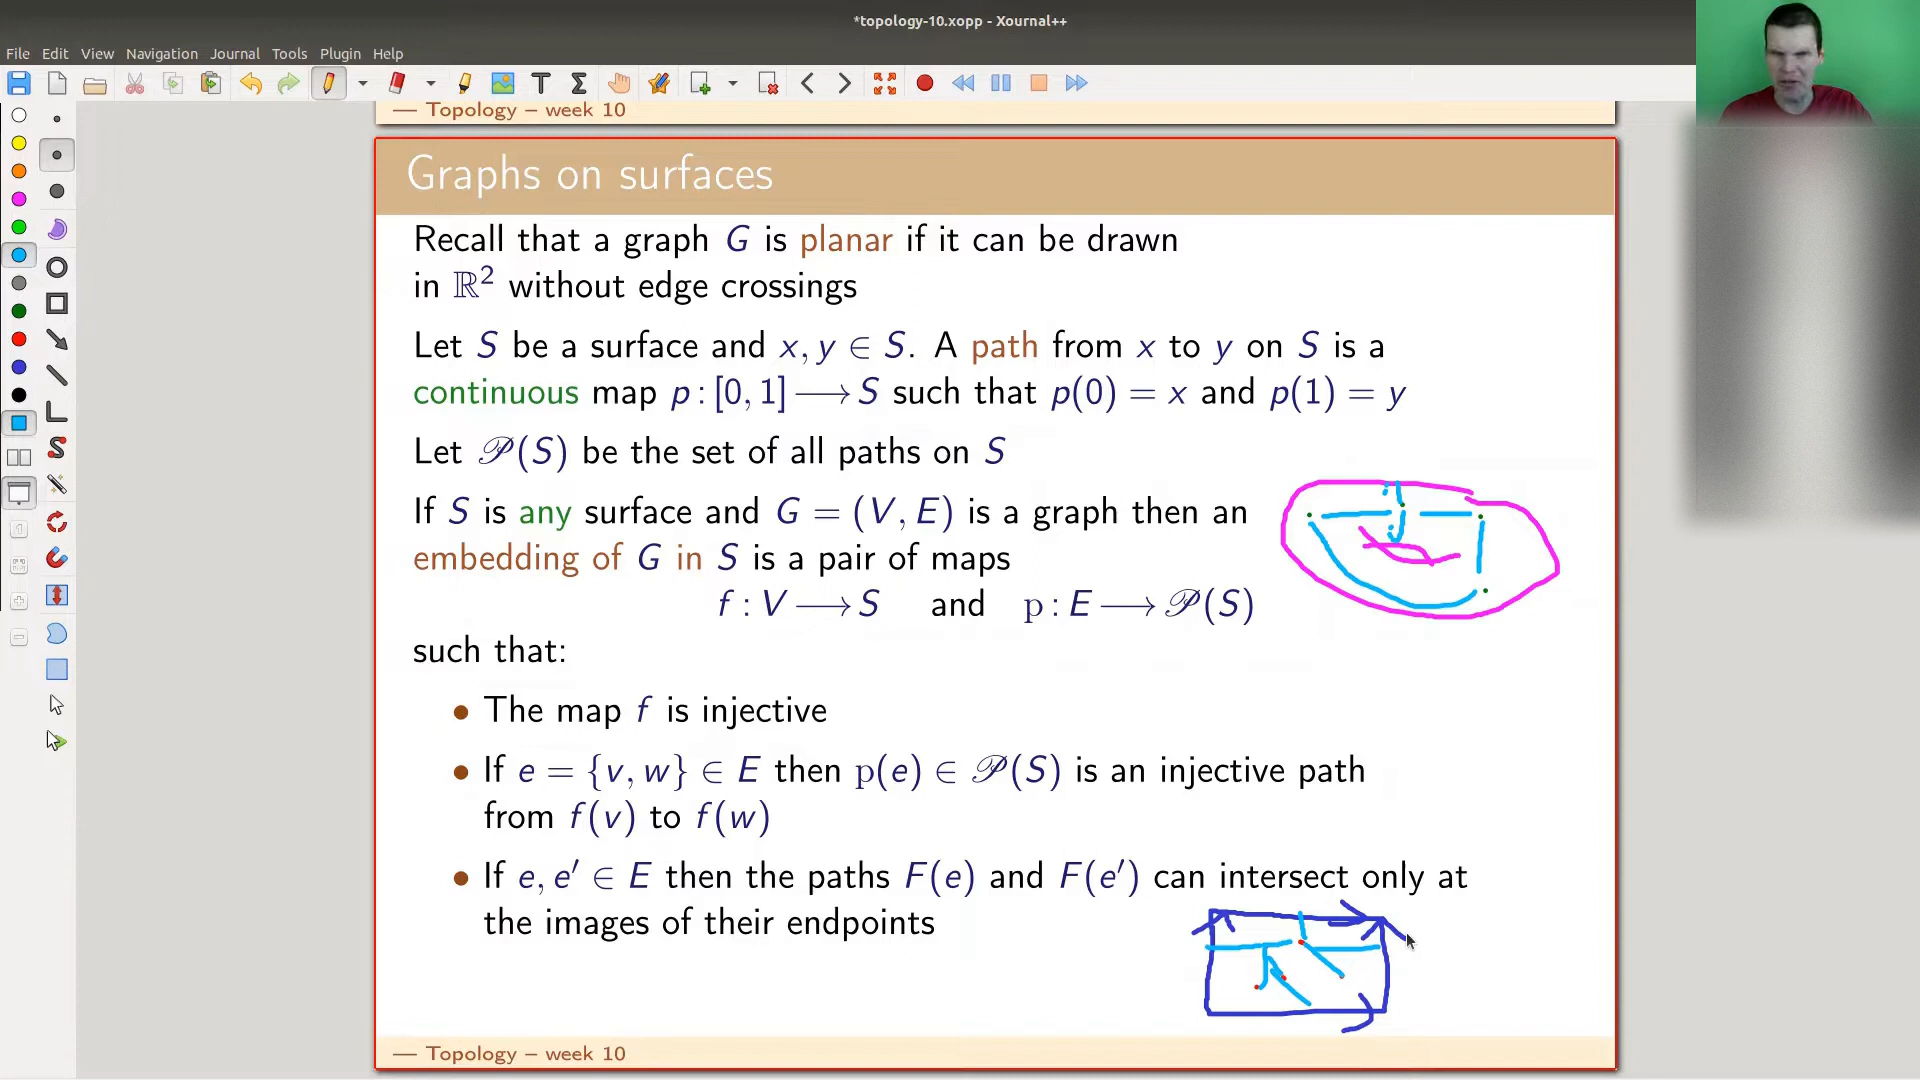 *topology-10.xopp - Xournal++
File Edit View Navigation Journal Tools Plugin Help
— Topology – week 10
Graphs on surfaces
Recall that a graph G is planar if it can be drawn
in ℝ² without edge crossings
Let S be a surface and x, y ∈ S. A path from x to y on S is a
continuous map p : [0, 1] ⟶ S such that p(0) = x and p(1) = y
Let 𝒫(S) be the set of all paths on S
If S is any surface and G = (V, E) is a graph then an
embedding of G in S is a pair of maps
f : V ⟶ S and p : E ⟶ 𝒫(S)
such that:
• The map f is injective
• If e = {v, w} ∈ E then p(e) ∈ 𝒫(S) is an injective path
from f(v) to f(w)
• If e, e′ ∈ E then the paths F(e) and F(e′) can intersect only at
the images of their endpoints
— Topology – week 10